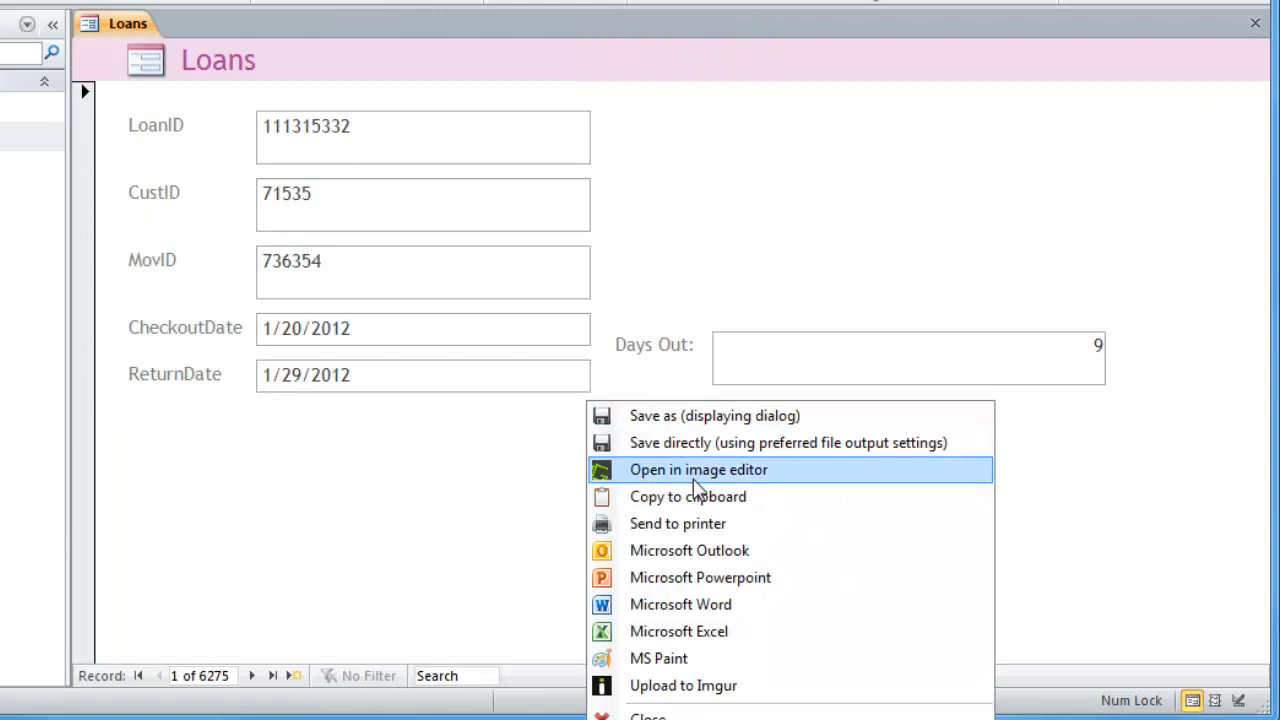 Loans
Loans
LoanID
111315332
CustID
71535
MovID
736354
CheckoutDate
1/20/2012
Days Out:
9
ReturnDate
1/29/2012
Save as (displaying dialog)
Save directly (using preferred file output settings)
Open in image editor
Copy to clipboard
Send to printer
Microsoft Outlook
Microsoft Powerpoint
Microsoft Word
Microsoft Excel
MS Paint
Upload to Imgur
Close
Record: 1 of 6275 No Filter Search
Num Lock